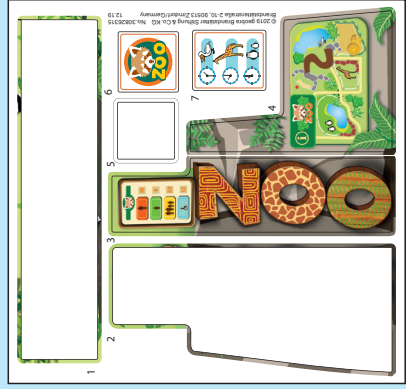 © 2019 geobra Brandstätter Stiftung & Co. KG No. 30826315
Brandstätterstraße 2-10, 90513 Zirndorf/Germany 12.19
6
ZOO
7
4
ZOO
i
5
3
ZOO
2
1